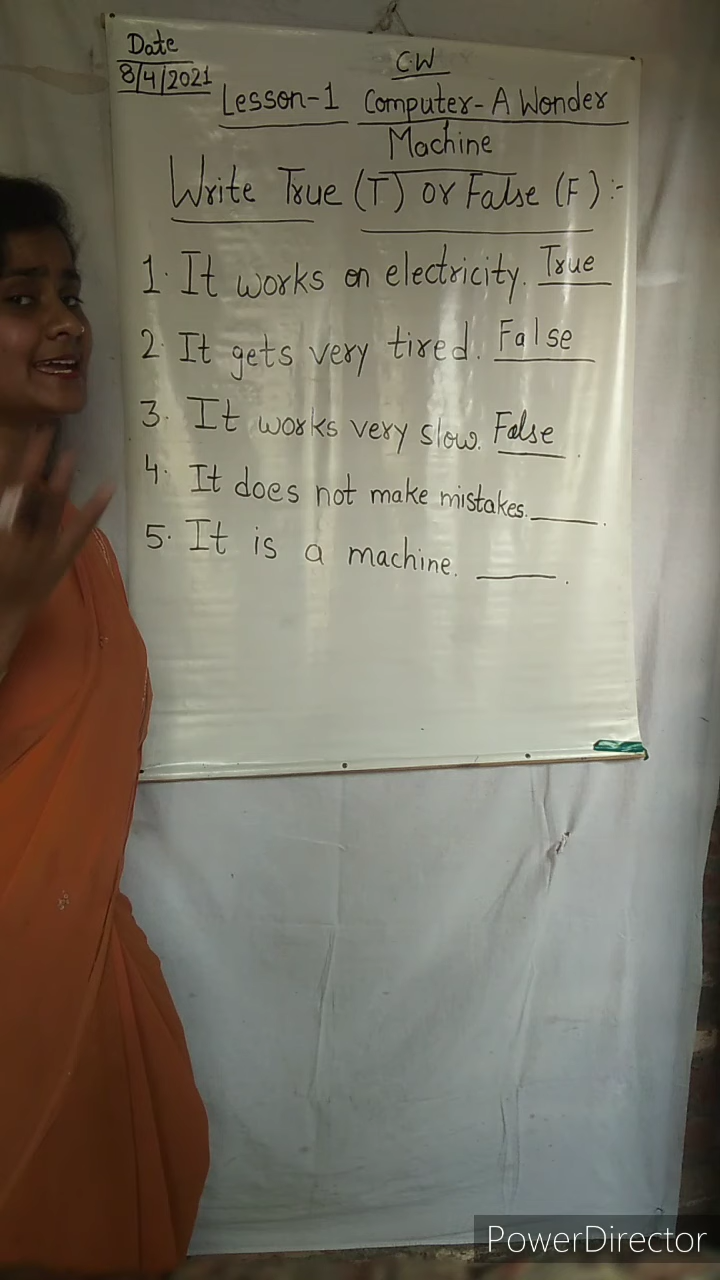 Date
8/4/2021
CW
Lesson-1 Computer-A Wonder
Machine
Write True (T) or False (F) :-
1. It works on electricity. True
2. It gets very tired. False
3. It works very slow. False.
4. It does not make mistakes.______.
5. It is a machine. ______.
PowerDirector